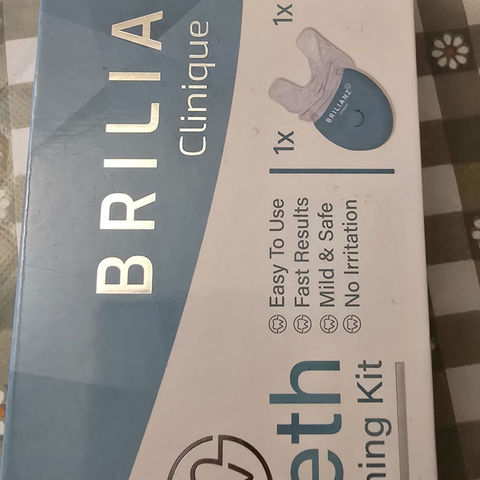 BRILIA
Clinique
eth
ning Kit
Easy To Use
Fast Results
Mild & Safe
No Irritation
1x
BRILIANZ
1x